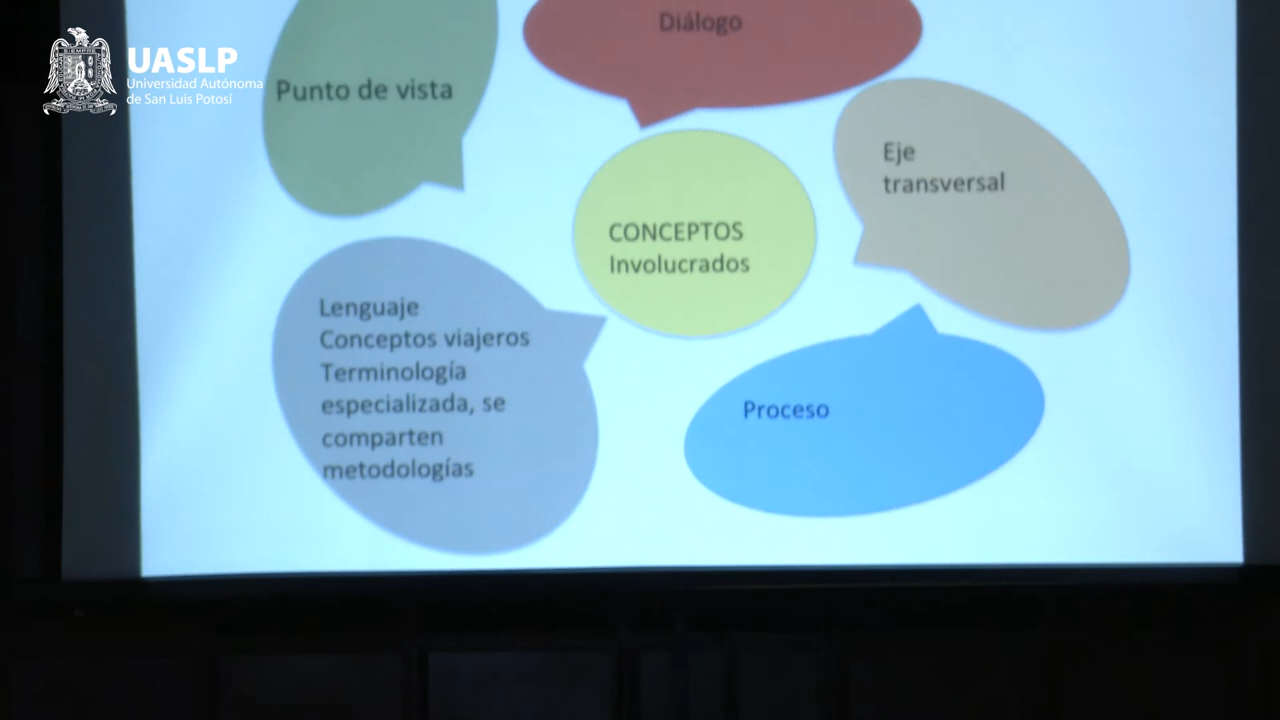 UASLP
Universidad Autónoma
de San Luis Potosí
Diálogo
Punto de vista
Eje
transversal
CONCEPTOS
Involucrados
Lenguaje
Conceptos viajeros
Terminología
especializada, se
comparten
metodologías
Proceso